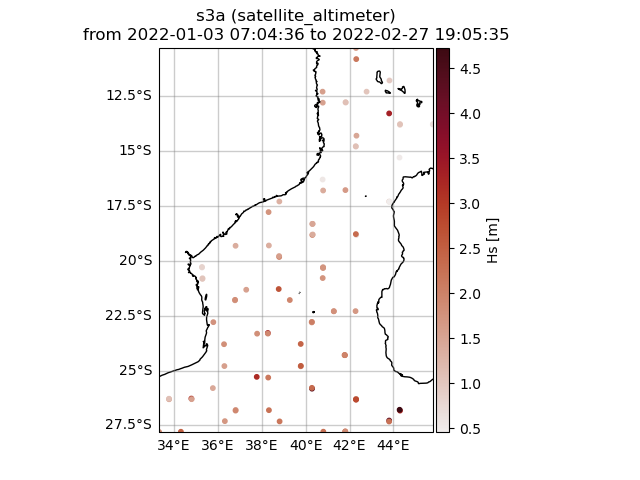 s3a (satellite_altimeter)
from 2022-01-03 07:04:36 to 2022-02-27 19:05:35
12.5°S
15°S
17.5°S
20°S
22.5°S
25°S
27.5°S
34°E 36°E 38°E 40°E 42°E 44°E
4.5
4.0
3.5
3.0
2.5
2.0
1.5
1.0
0.5
Hs [m]